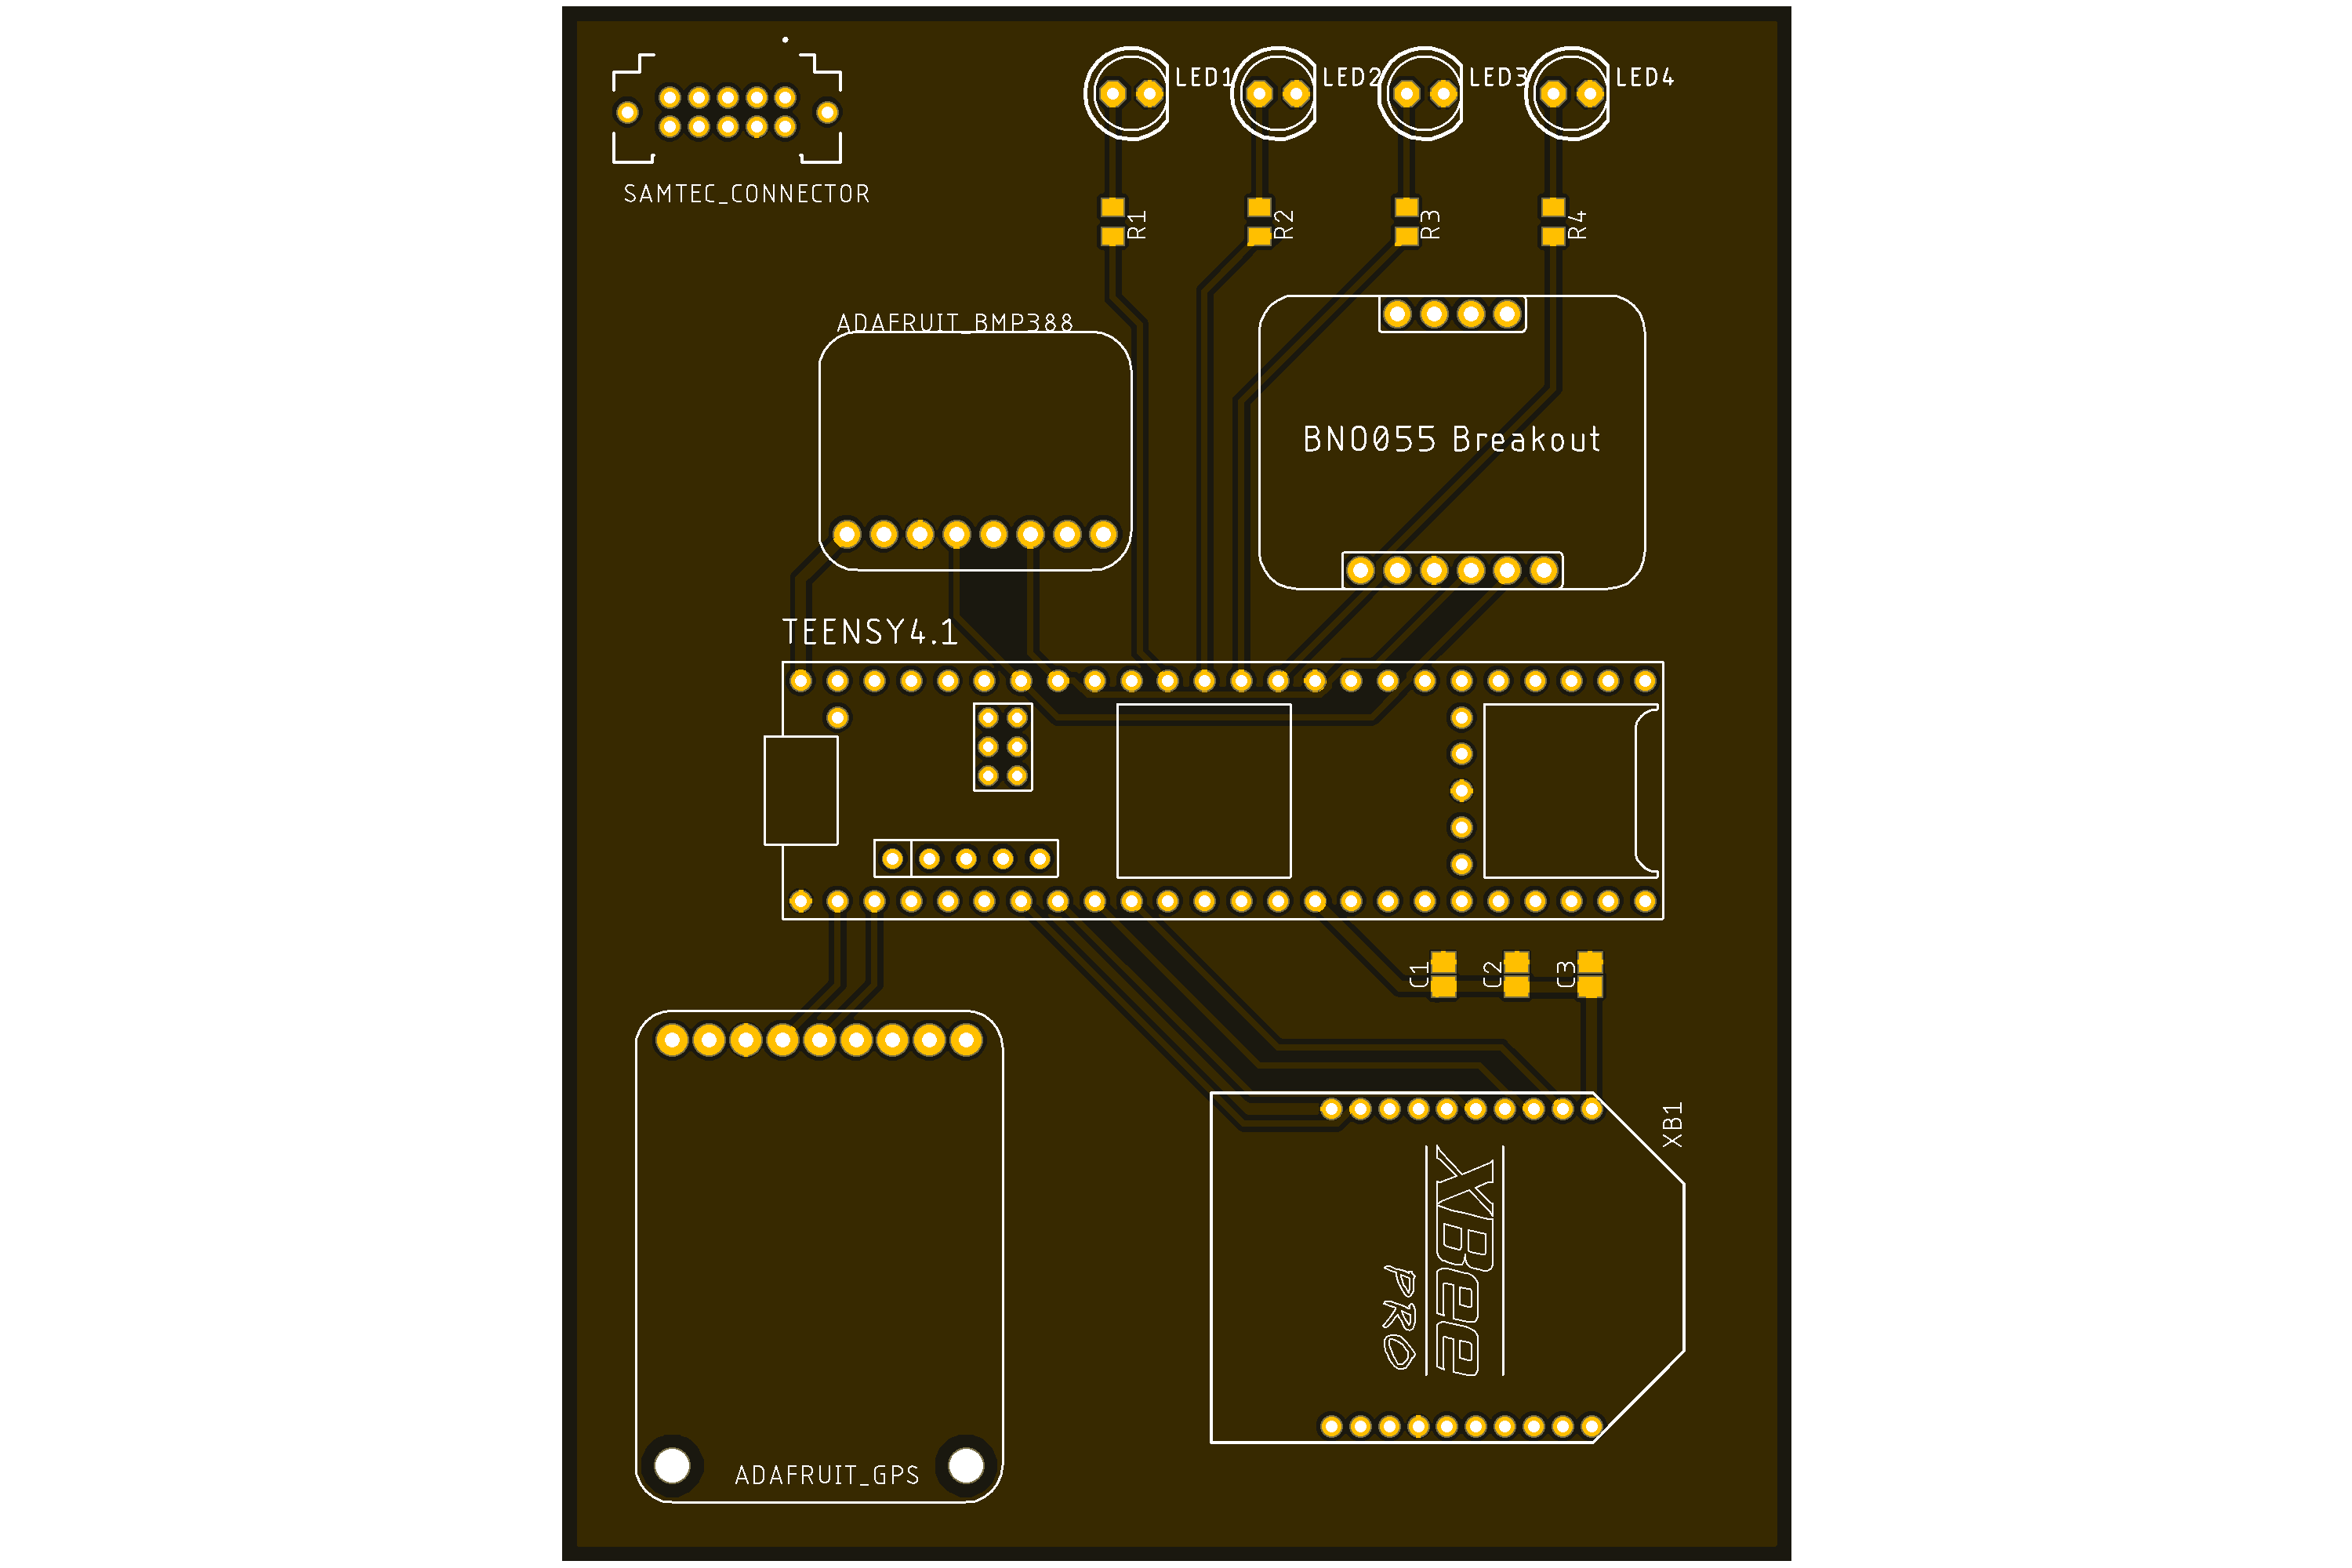 LED1 LED2 LED3 LED4
SAMTEC_CONNECTOR
R1 R2 R3 R4
ADAFRUIT_BMP388
BNO055 Breakout
TEENSY4.1
C1 C2 C3
XB1
XBee
PRO
ADAFRUIT_GPS